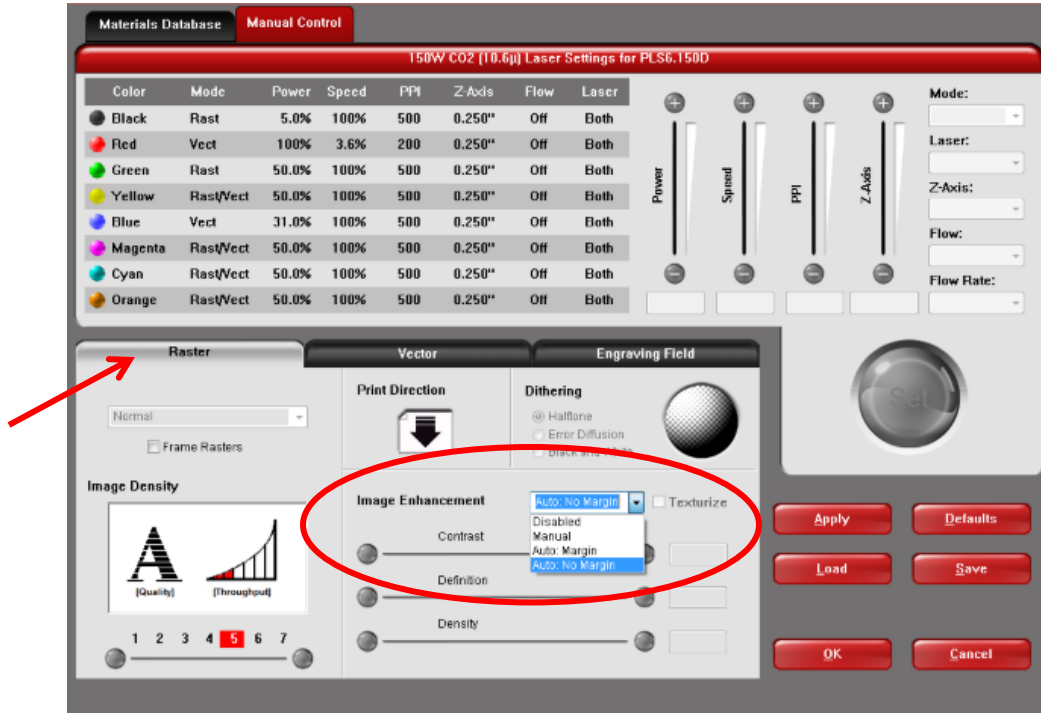 Materials Database Manual Control
150W CO2 (10.6µ) Laser Settings for PLS6.150D
Color Mode Power Speed PPI Z-Axis Flow Laser
Black Rast 5.0% 100% 500 0.250" Off Both
Red Vect 100% 3.6% 200 0.250" Off Both
Green Rast 50.0% 100% 500 0.250" Off Both
Yellow Rast/Vect 50.0% 100% 500 0.250" Off Both
Blue Vect 31.0% 100% 500 0.250" Off Both
Magenta Rast/Vect 50.0% 100% 500 0.250" Off Both
Cyan Rast/Vect 50.0% 100% 500 0.250" Off Both
Orange Rast/Vect 50.0% 100% 500 0.250" Off Both
Power
Speed
PPI
Z-Axis
Mode:
Laser:
Z-Axis:
Flow:
Flow Rate:
Set
Raster Vector Engraving Field
Normal
Frame Rasters
Print Direction
Dithering
Halftone
Error Diffusion
Black and White
Image Density
A
[Quality] [Throughput]
1 2 3 4 5 6 7
Image Enhancement Auto: No Margin Texturize
Disabled
Manual
Auto: Margin
Auto: No Margin
Contrast
Definition
Density
Apply Defaults
Load Save
OK Cancel